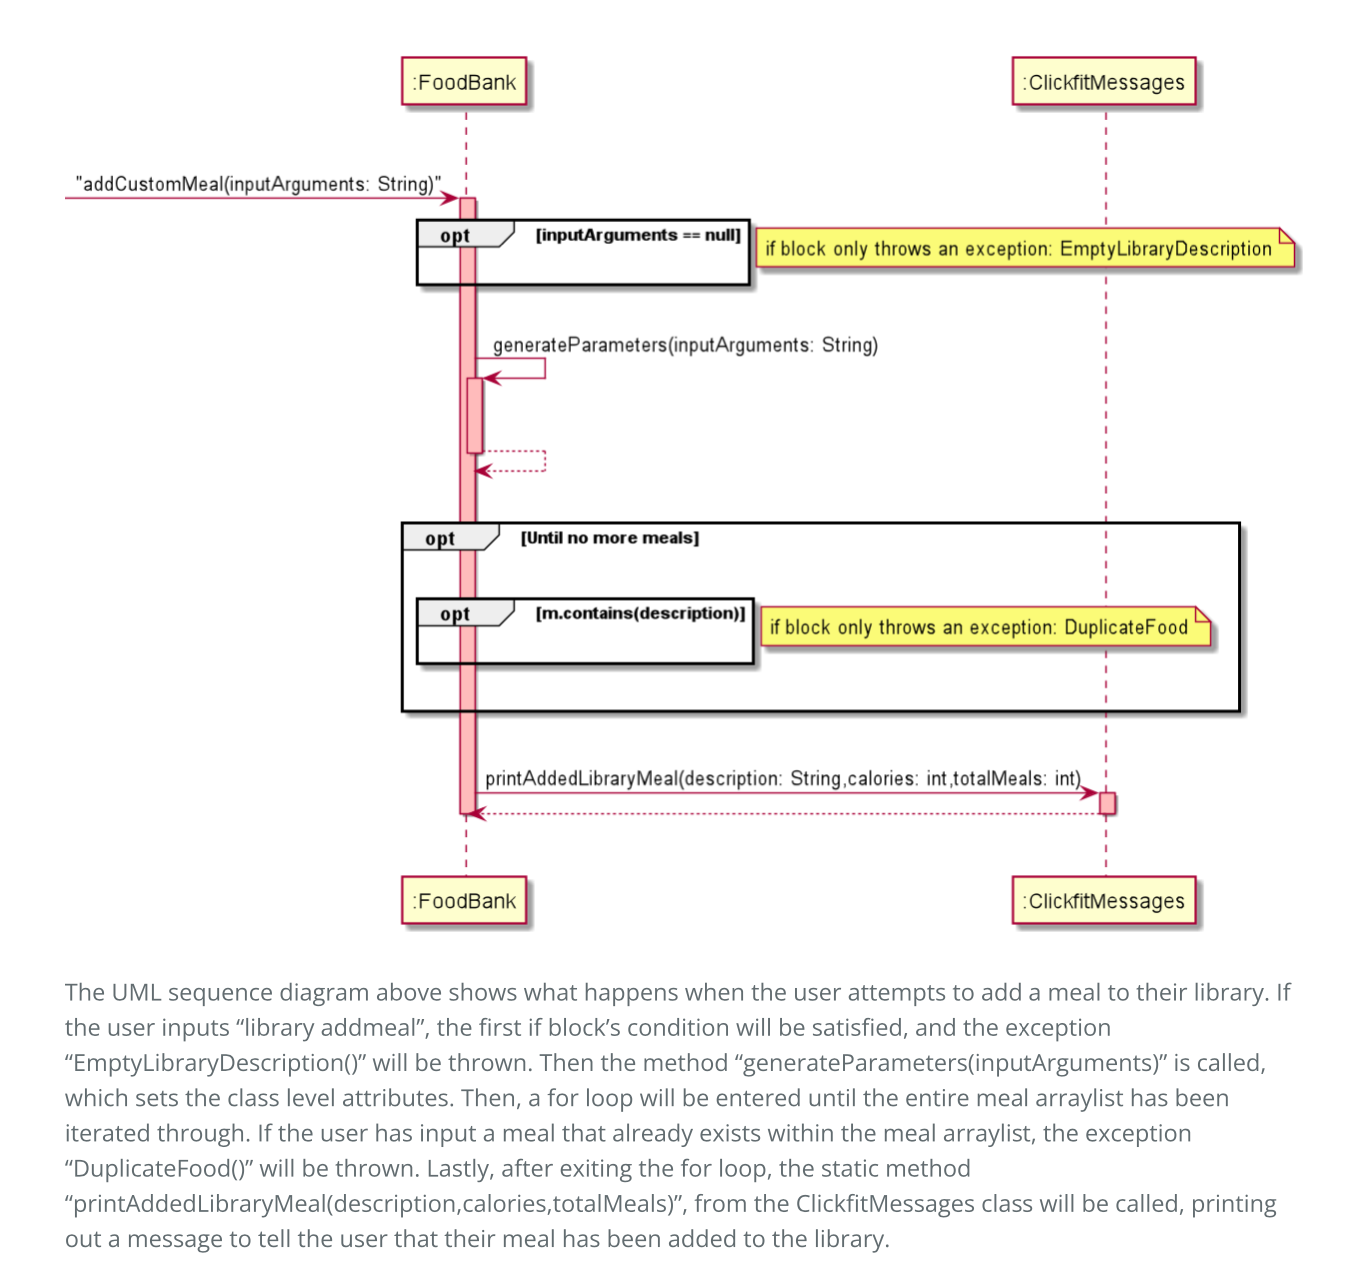 :FoodBank
:ClickfitMessages
"addCustomMeal(inputArguments: String)"
opt
[inputArguments == null]
if block only throws an exception: EmptyLibraryDescription
generateParameters(inputArguments: String)
opt
[Until no more meals]
opt
[m.contains(description)]
if block only throws an exception: DuplicateFood
printAddedLibraryMeal(description: String,calories: int,totalMeals: int)
:FoodBank
:ClickfitMessages
The UML sequence diagram above shows what happens when the user attempts to add a meal to their library. If
the user inputs “library addmeal”, the first if block’s condition will be satisfied, and the exception
“EmptyLibraryDescription()” will be thrown. Then the method “generateParameters(inputArguments)” is called,
which sets the class level attributes. Then, a for loop will be entered until the entire meal arraylist has been
iterated through. If the user has input a meal that already exists within the meal arraylist, the exception
“DuplicateFood()” will be thrown. Lastly, after exiting the for loop, the static method
“printAddedLibraryMeal(description,calories,totalMeals)”, from the ClickfitMessages class will be called, printing
out a message to tell the user that their meal has been added to the library.